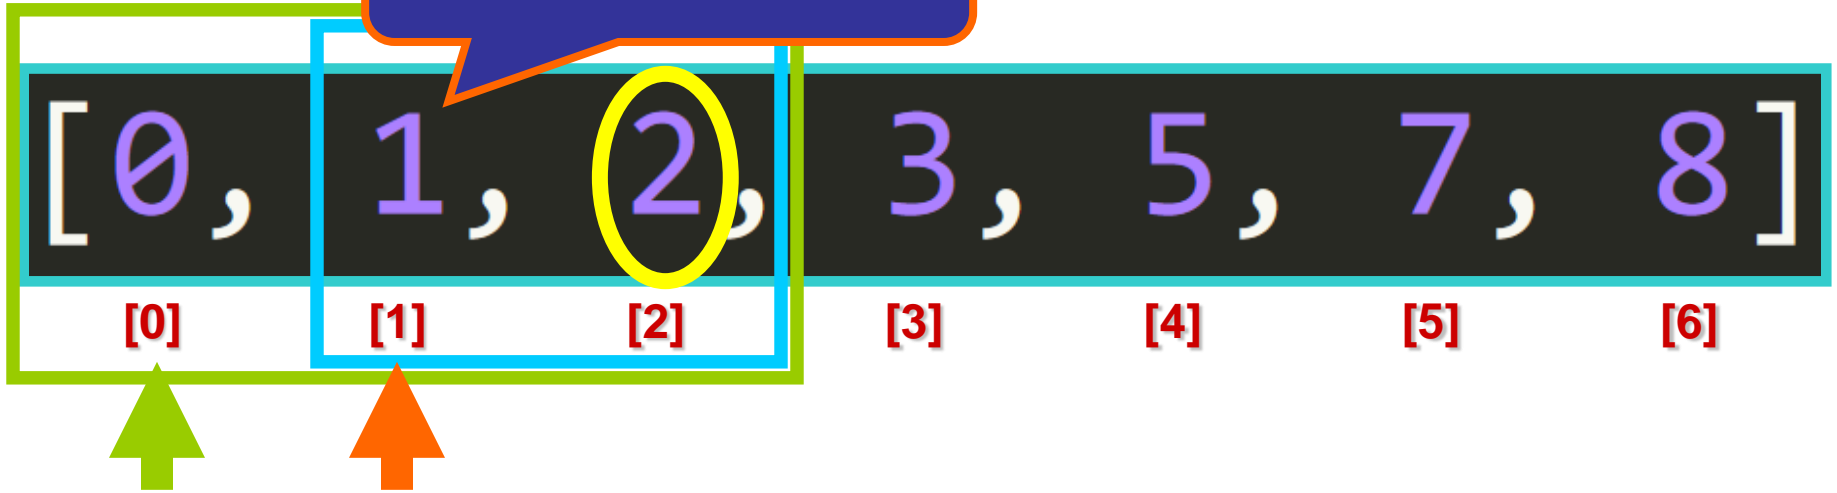 [0, 1, 2, 3, 5, 7, 8]
[0] [1] [2] [3] [4] [5] [6]